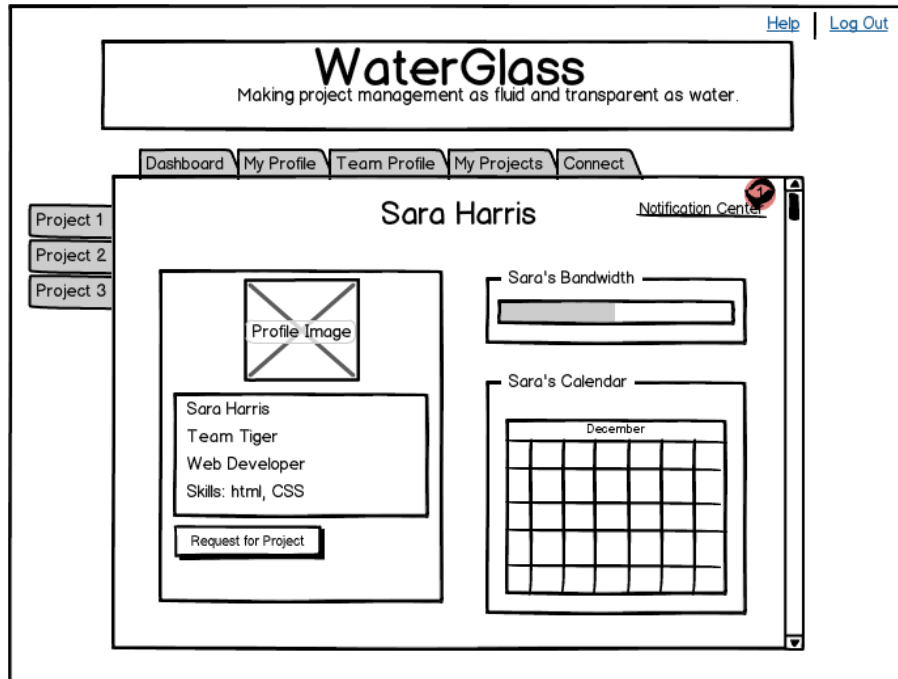 Help Log Out
WaterGlass
Making project management as fluid and transparent as water.
Dashboard My Profile Team Profile My Projects Connect
1
Sara Harris Notification Center
Project 1
Project 2
Project 3
Sara's Bandwidth
Profile Image
Sara's Calendar
Sara Harris
Team Tiger
Web Developer
Skills: html, CSS
December
Request for Project